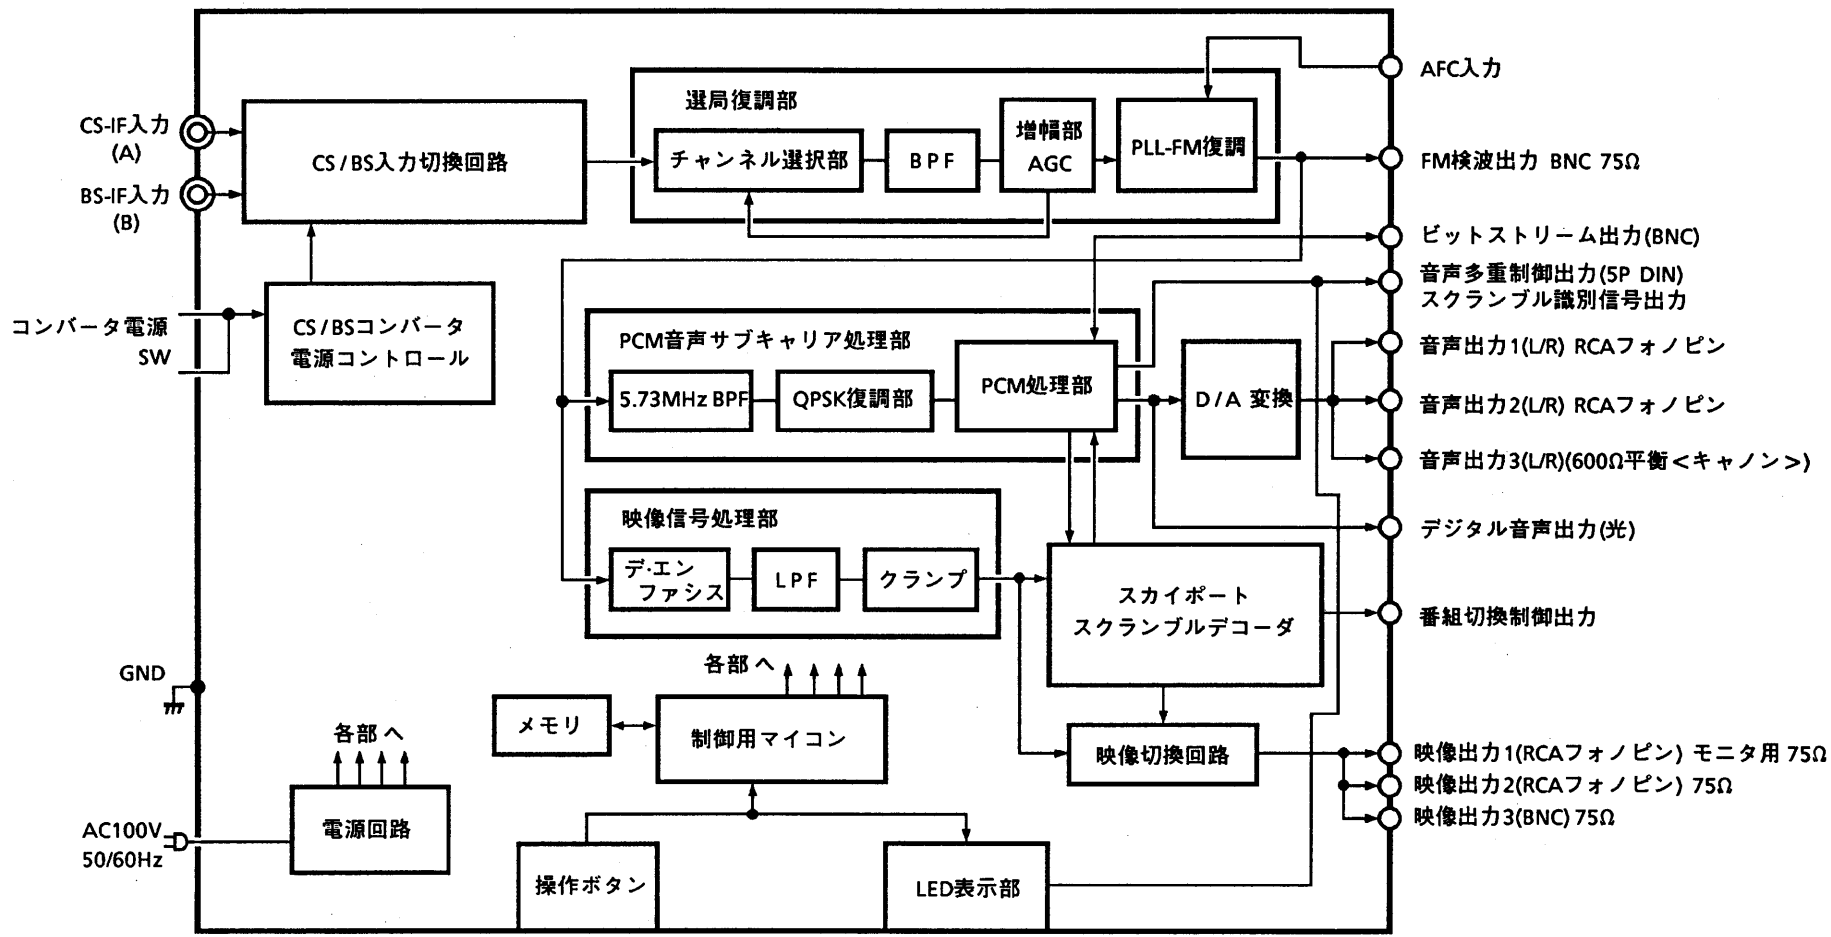 AFC入力
選局復調部
CS-IF入力
(A)
BS-IF入力
(B)
CS/BS入力切換回路
チャンネル選択部
BPF
増幅部
AGC
PLL-FM復調
FM検波出力 BNC 75Ω
ビットストリーム出力(BNC)
音声多重制御出力(5P DIN)
スクランブル識別信号出力
コンバータ電源
SW
CS/BSコンバータ
電源コントロール
PCM音声サブキャリア処理部
5.73MHz BPF
QPSK復調部
PCM処理部
D/A 変換
音声出力1(L/R) RCAフォノピン
音声出力2(L/R) RCAフォノピン
音声出力3(L/R)(600Ω平衡<キャノン>)
映像信号処理部
デ・エン
ファシス
LPF
クランプ
デジタル音声出力(光)
スカイポート
スクランブルデコーダ
番組切換制御出力
GND
各部へ
メモリ
制御用マイコン
映像切換回路
映像出力1(RCAフォノピン) モニタ用 75Ω
映像出力2(RCAフォノピン) 75Ω
映像出力3(BNC) 75Ω
各部へ
電源回路
AC100V
50/60Hz
操作ボタン
LED表示部